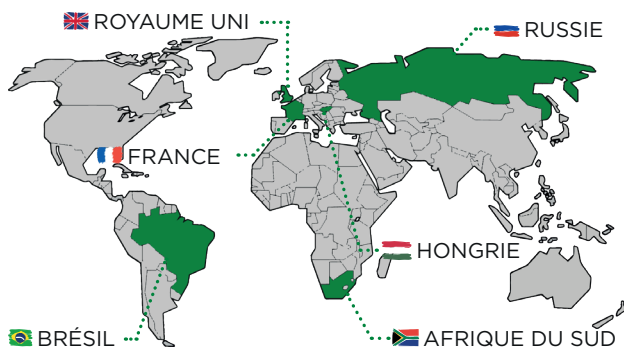 ROYAUME UNI
RUSSIE
FRANCE
HONGRIE
BRÉSIL
AFRIQUE DU SUD